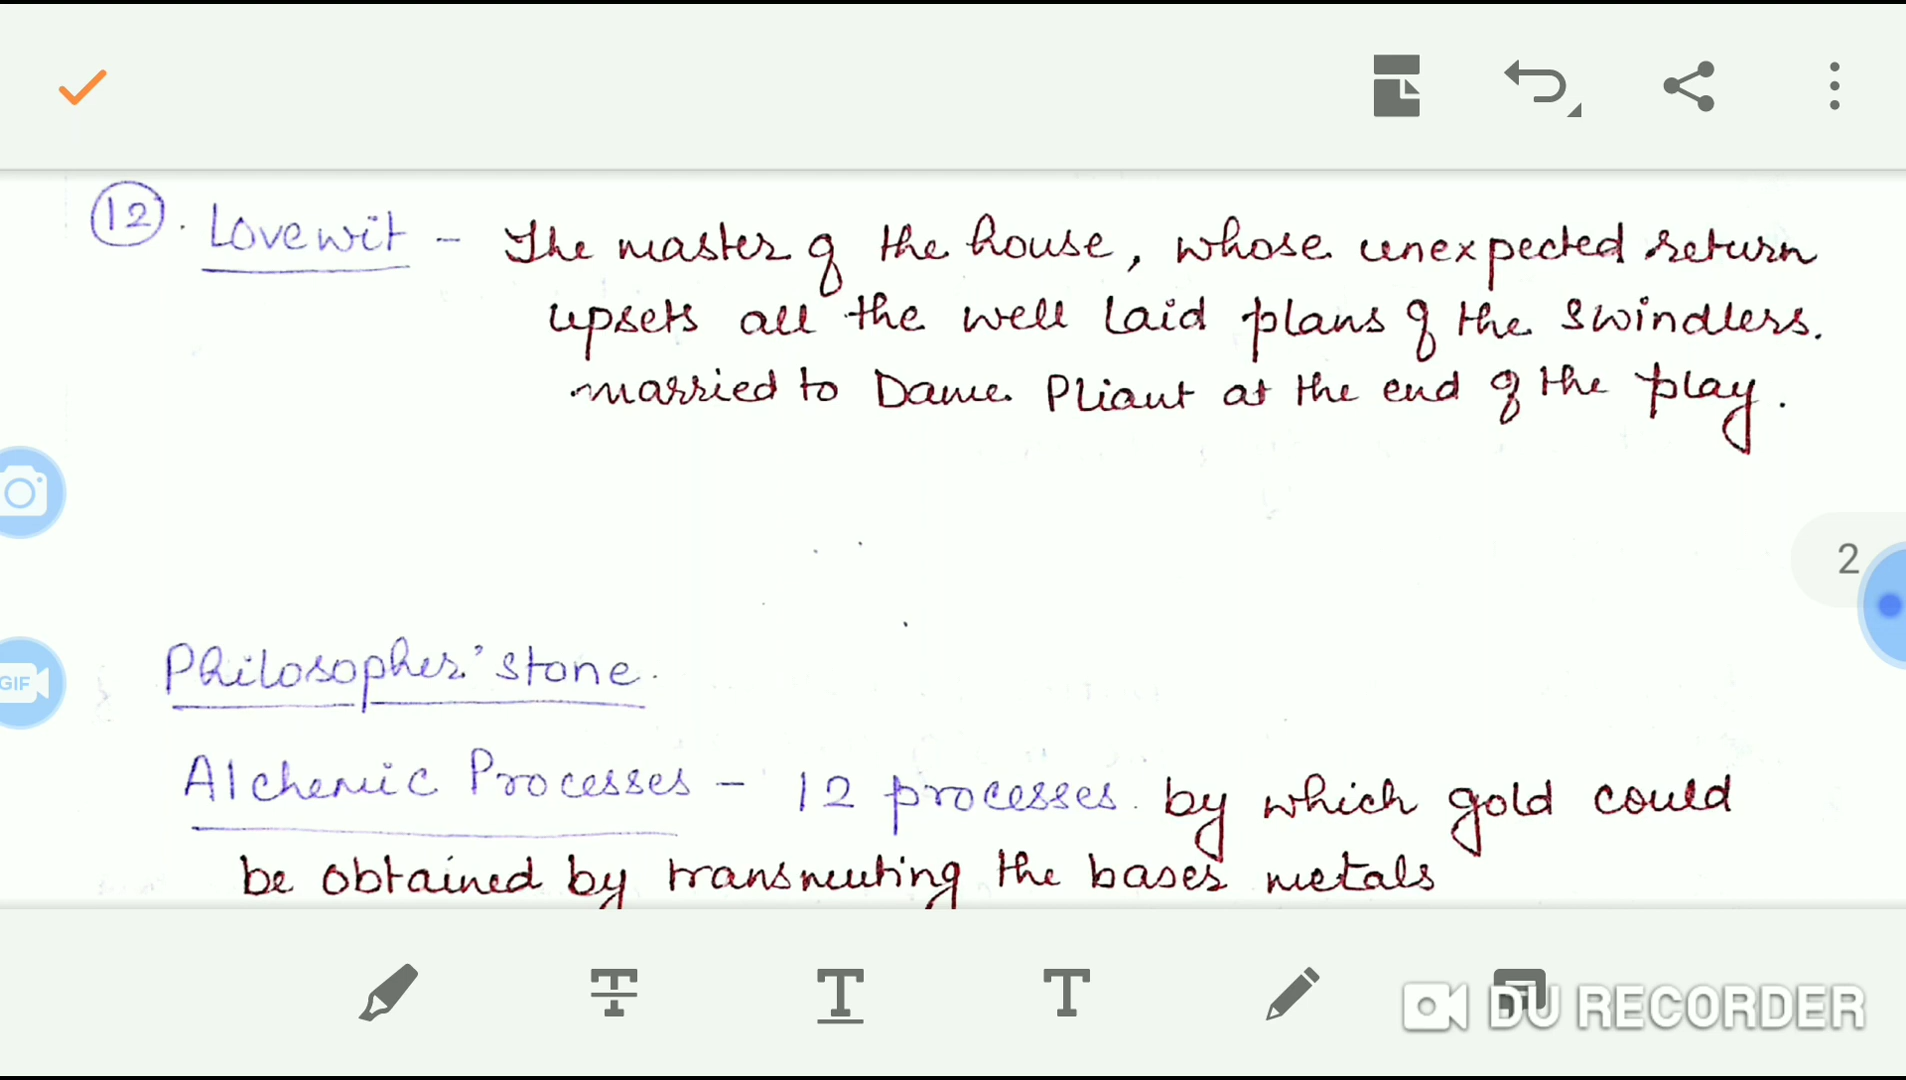 12. Lovewit - The master of the house, whose unexpected return
upsets all the well laid plans of the swindlers.
married to Dame Pliant at the end of the play.
2
Philosopher's stone.
GIF
Alchemic Processes - 12 processes by which gold could
be obtained by transmuting the bases metals
T T T
DU RECORDER